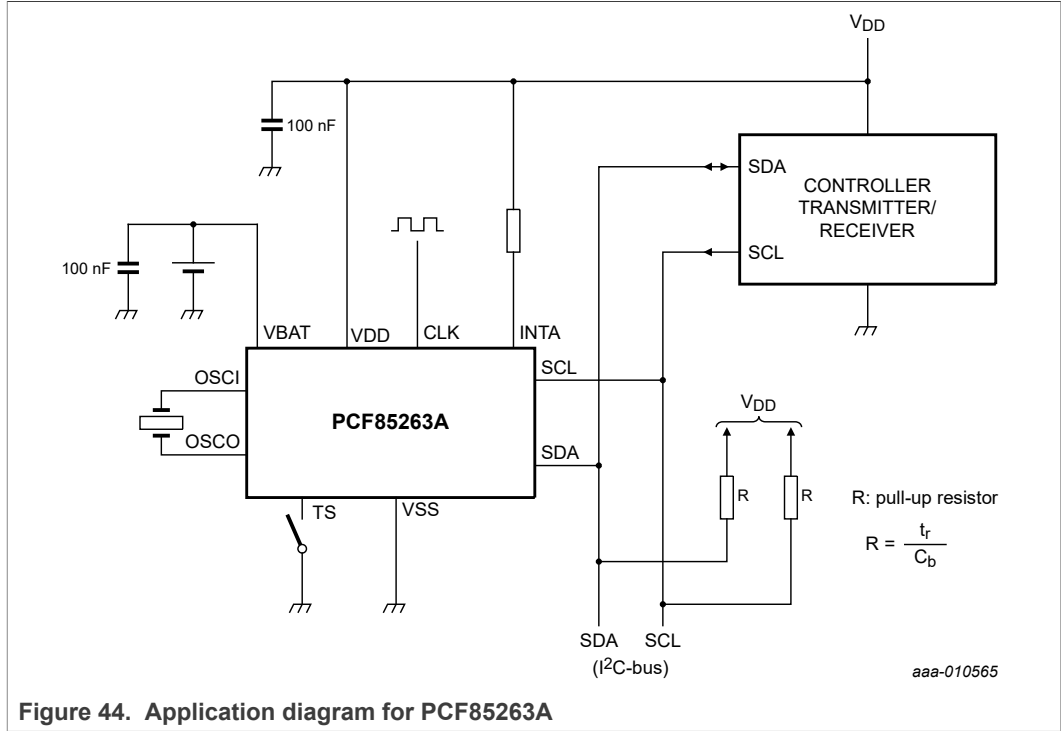 VDD
100 nF
SDA
CONTROLLER
TRANSMITTER/
RECEIVER
SCL
100 nF
VBAT
VDD
CLK
INTA
OSCI
SCL
PCF85263A
OSCO
SDA
TS
VSS
VDD
R
R
R: pull-up resistor
R = tr
Cb
SDA SCL
(I2C-bus)
aaa-010565
Figure 44. Application diagram for PCF85263A